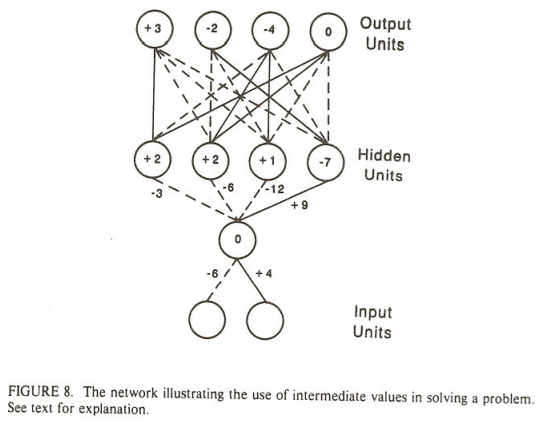 +3 -2 -4 0 Output
Units
+2 +2 +1 -7 Hidden
Units
-3 -6 -12 +9
0
-6 +4
Input
Units
FIGURE 8. The network illustrating the use of intermediate values in solving a problem.
See text for explanation.